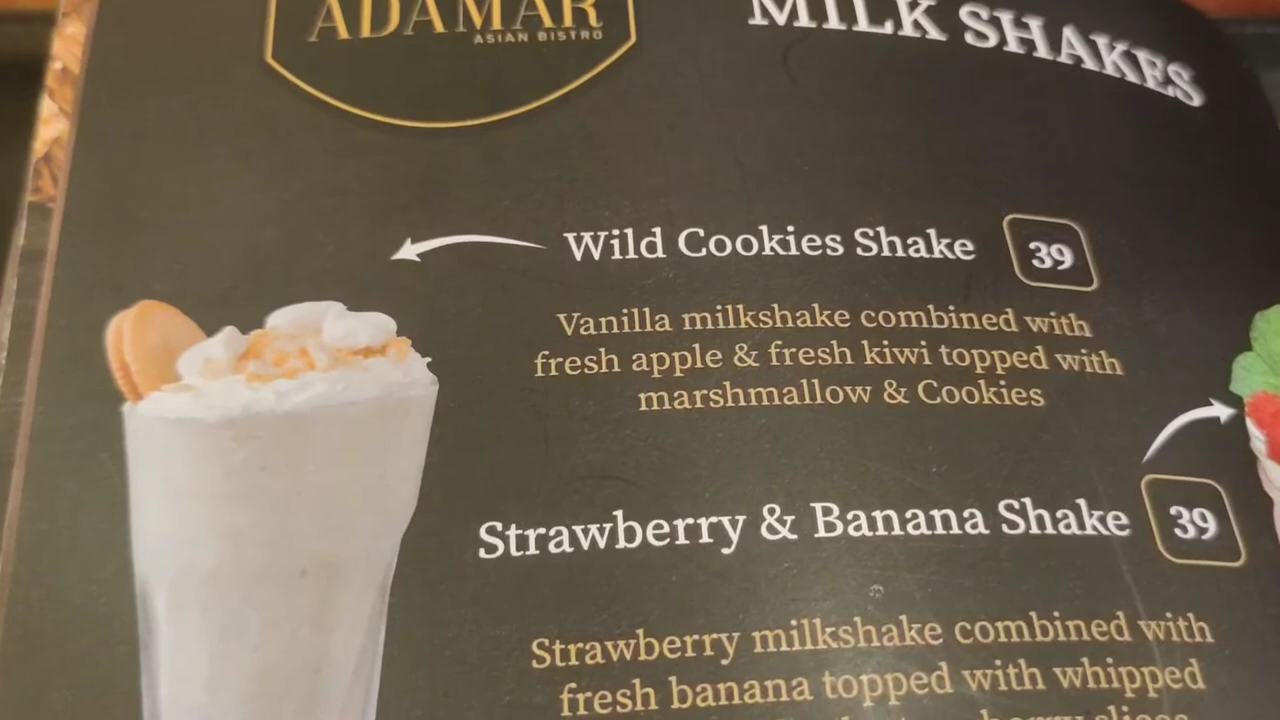 ADAMAR
ASIAN BISTRO
MILK SHAKES
Wild Cookies Shake 39
Vanilla milkshake combined with
fresh apple & fresh kiwi topped with
marshmallow & Cookies
Strawberry & Banana Shake 39
Strawberry milkshake combined with
fresh banana topped with whipped